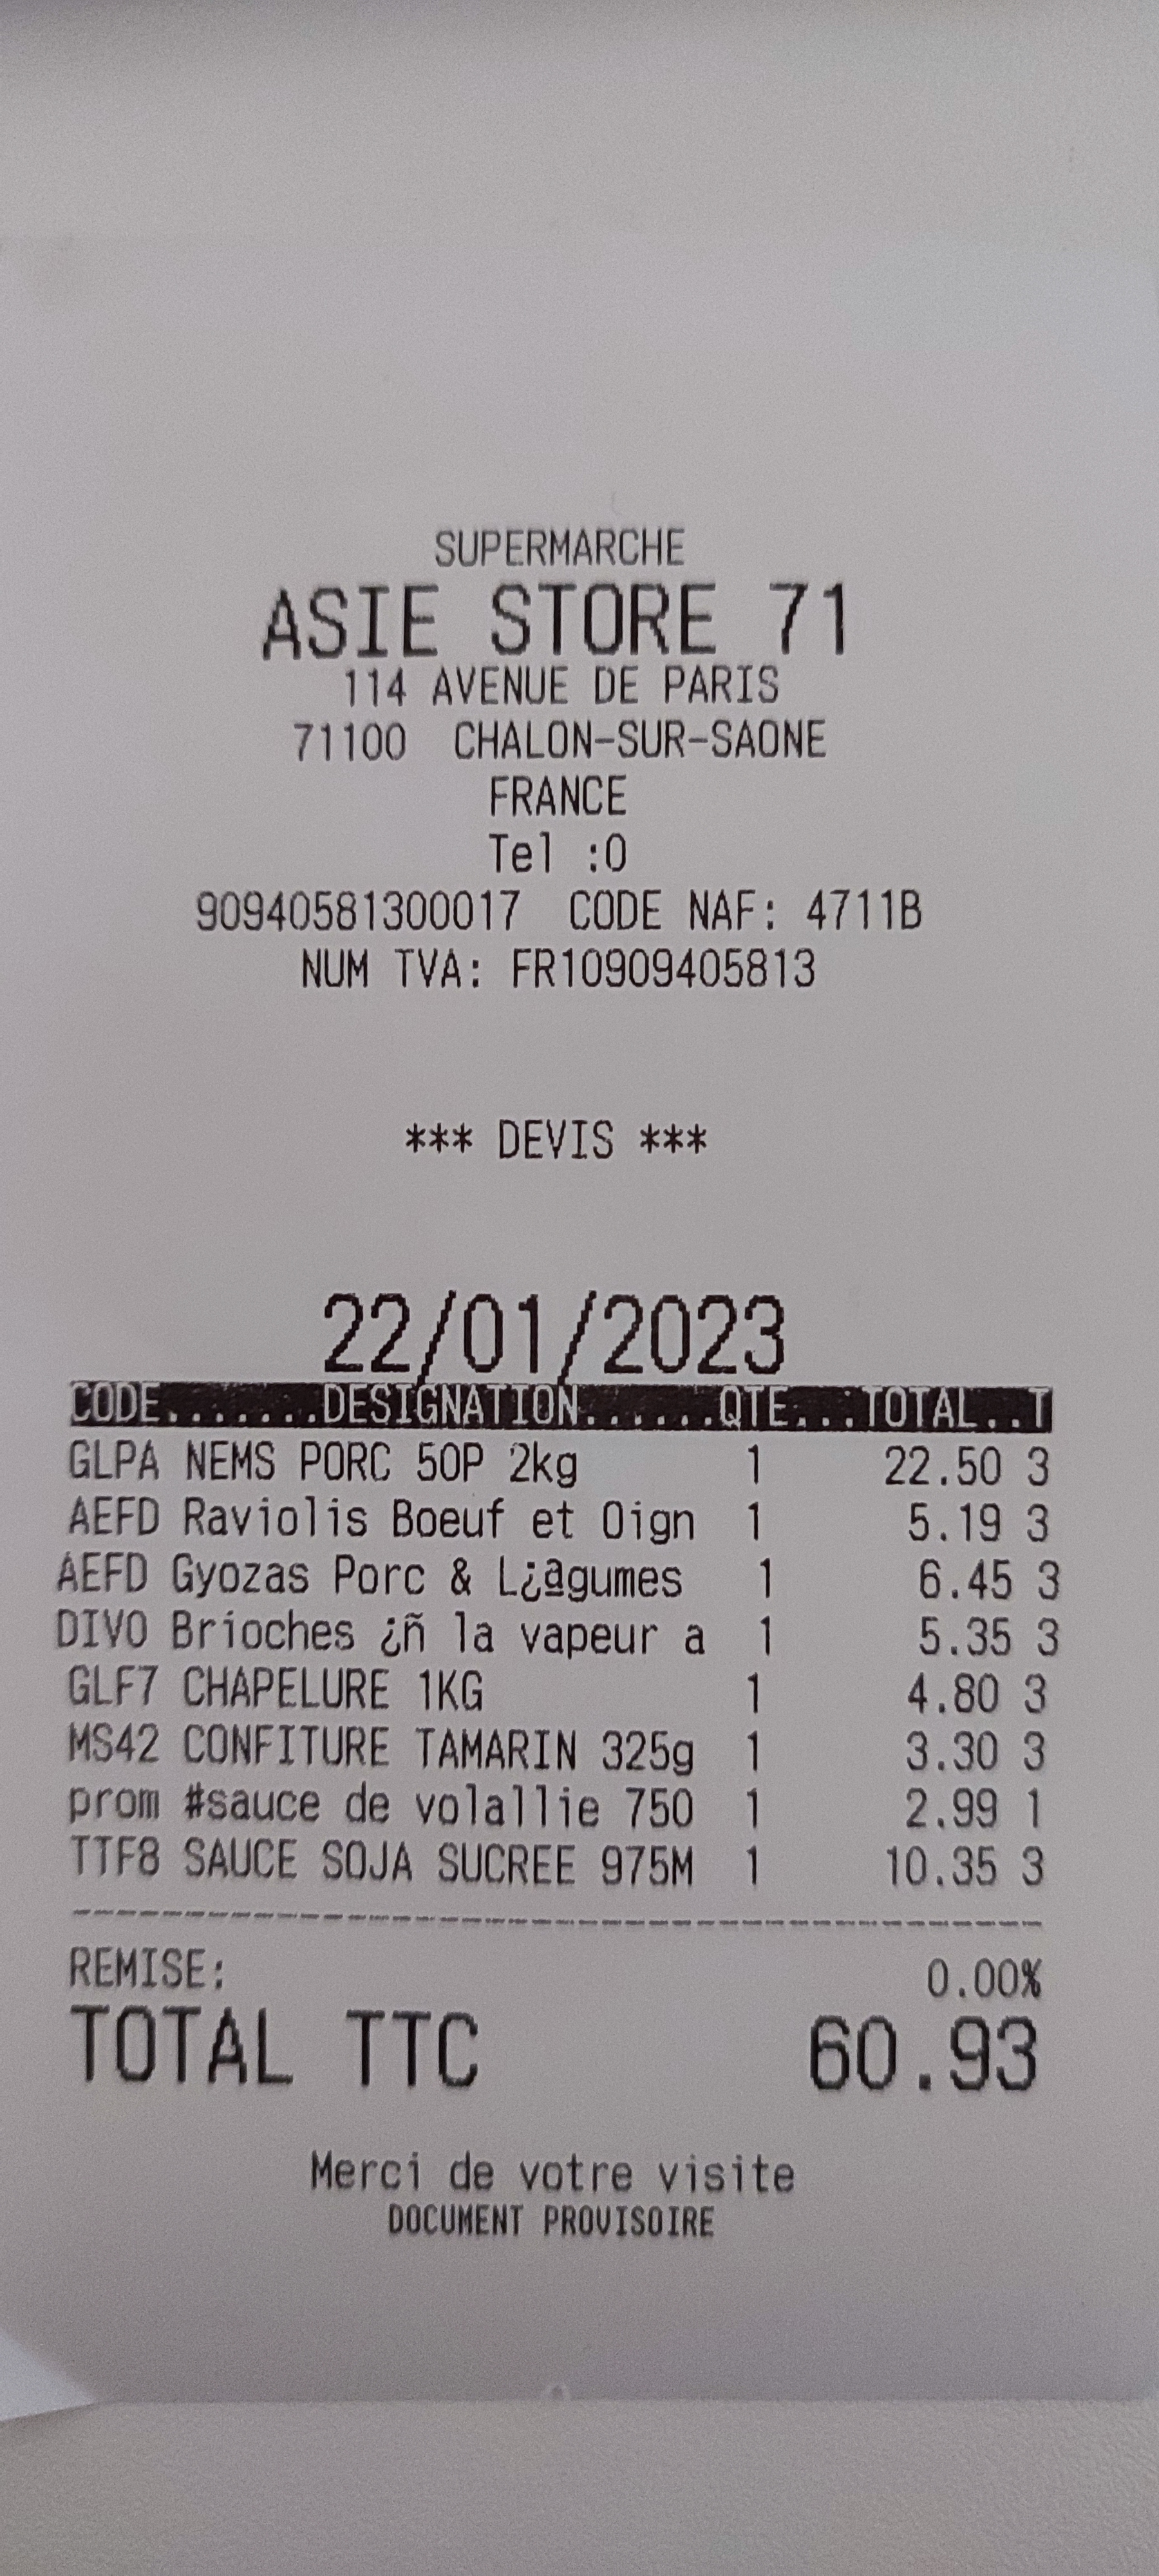 SUPERMARCHE
ASIE STORE 71
114 AVENUE DE PARIS
71100 CHALON-SUR-SAONE
FRANCE
Tel :0
90940581300017 CODE NAF: 4711B
NUM TVA: FR10909405813
*** DEVIS ***
22/01/2023
CODE.......DESIGNATION......QTE...TOTAL..T
GLPA NEMS PORC 50P 2kg 1 22.50 3
AEFD Raviolis Boeuf et Oign 1 5.19 3
AEFD Gyozas Porc & L¿ªgumes 1 6.45 3
DIVO Brioches ¿ñ la vapeur a 1 5.35 3
GLF7 CHAPELURE 1KG 1 4.80 3
MS42 CONFITURE TAMARIN 325g 1 3.30 3
prom #sauce de volallie 750 1 2.99 1
TTF8 SAUCE SOJA SUCREE 975M 1 10.35 3
REMISE: 0.00%
TOTAL TTC 60.93
Merci de votre visite
DOCUMENT PROVISOIRE